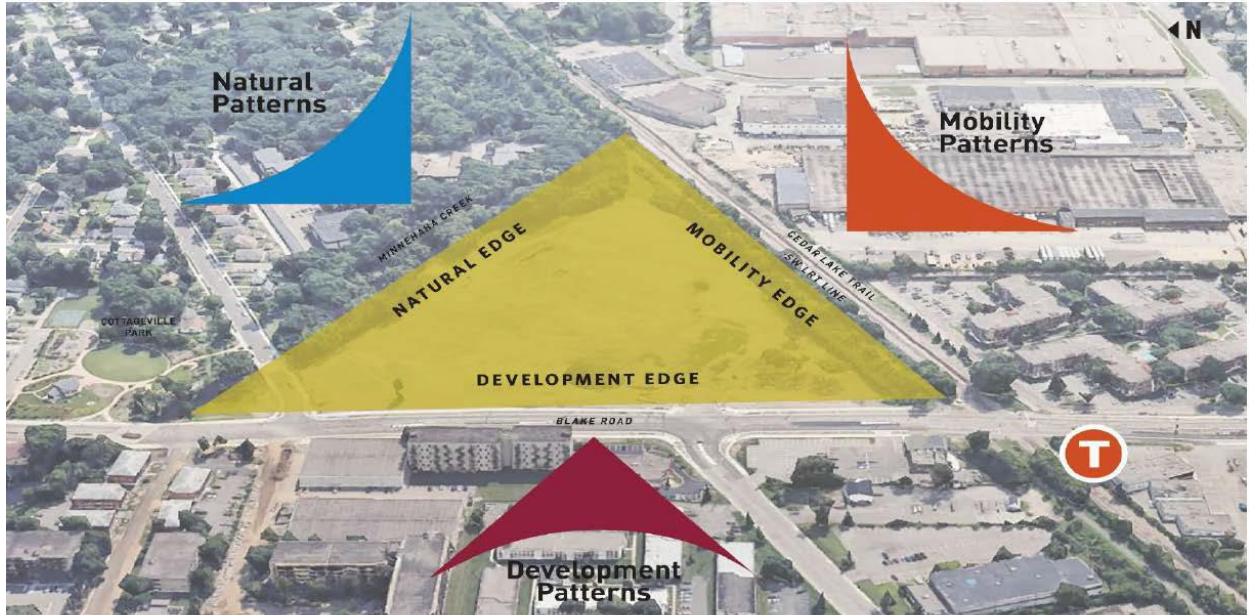 N
Natural
Patterns
Mobility
Patterns
MINNEHAHA CREEK
NATURAL EDGE
MOBILITY EDGE
CEDAR LAKE TRAIL
SW LRT LINE
COTTAGEVILLE
PARK
DEVELOPMENT EDGE
BLAKE ROAD
T
Development
Patterns